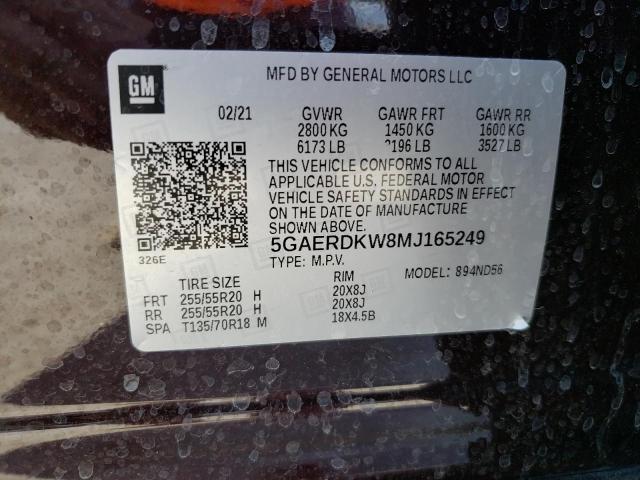 GM
MFD BY GENERAL MOTORS LLC
02/21 GVWR GAWR FRT GAWR RR
2800 KG 1450 KG 1600 KG
6173 LB 3196 LB 3527 LB
THIS VEHICLE CONFORMS TO ALL
APPLICABLE U.S. FEDERAL MOTOR
VEHICLE SAFETY STANDARDS IN EFFECT
ON THE DATE OF MANUFACTURE
SHOWN ABOVE.
5GAERDKW8MJ165249
326E
TYPE: M.P.V. MODEL: 894ND56
TIRE SIZE RIM
FRT 255/55R20 H 20X8J
RR 255/55R20 H 20X8J
SPA T135/70R18 M 18X4.5B